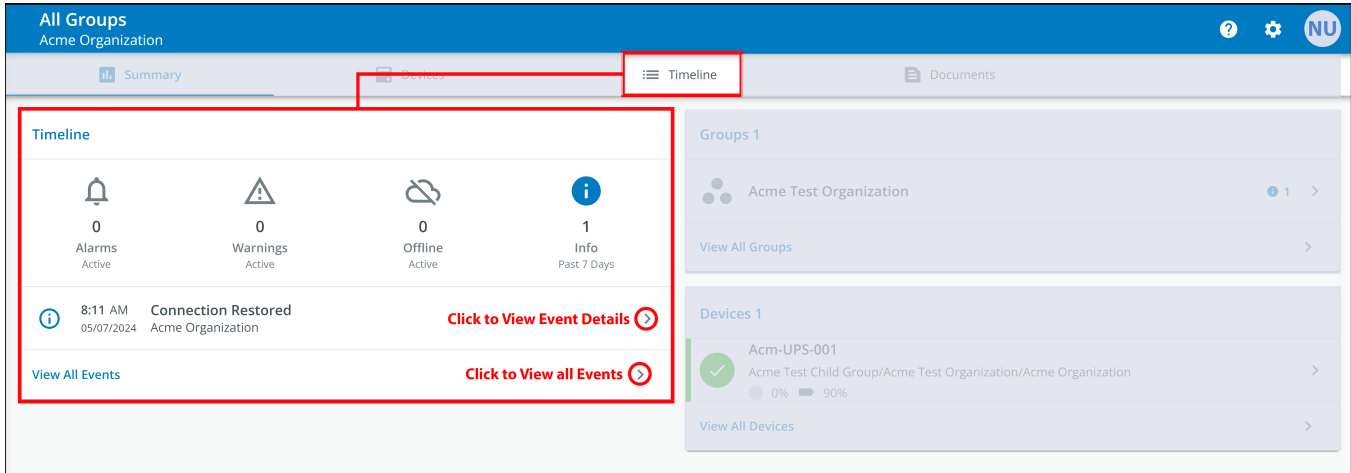 All Groups
Acme Organization
NU
Summary
Devices
Timeline
Documents
Timeline
0
Alarms
Active
0
Warnings
Active
0
Offline
Active
1
Info
Past 7 Days
8:11 AM
05/07/2024
Connection Restored
Acme Organization
Click to View Event Details
View All Events
Click to View all Events
Groups 1
Acme Test Organization
1
View All Groups
Devices 1
Acm-UPS-001
Acme Test Child Group/Acme Test Organization/Acme Organization
0% 90%
View All Devices